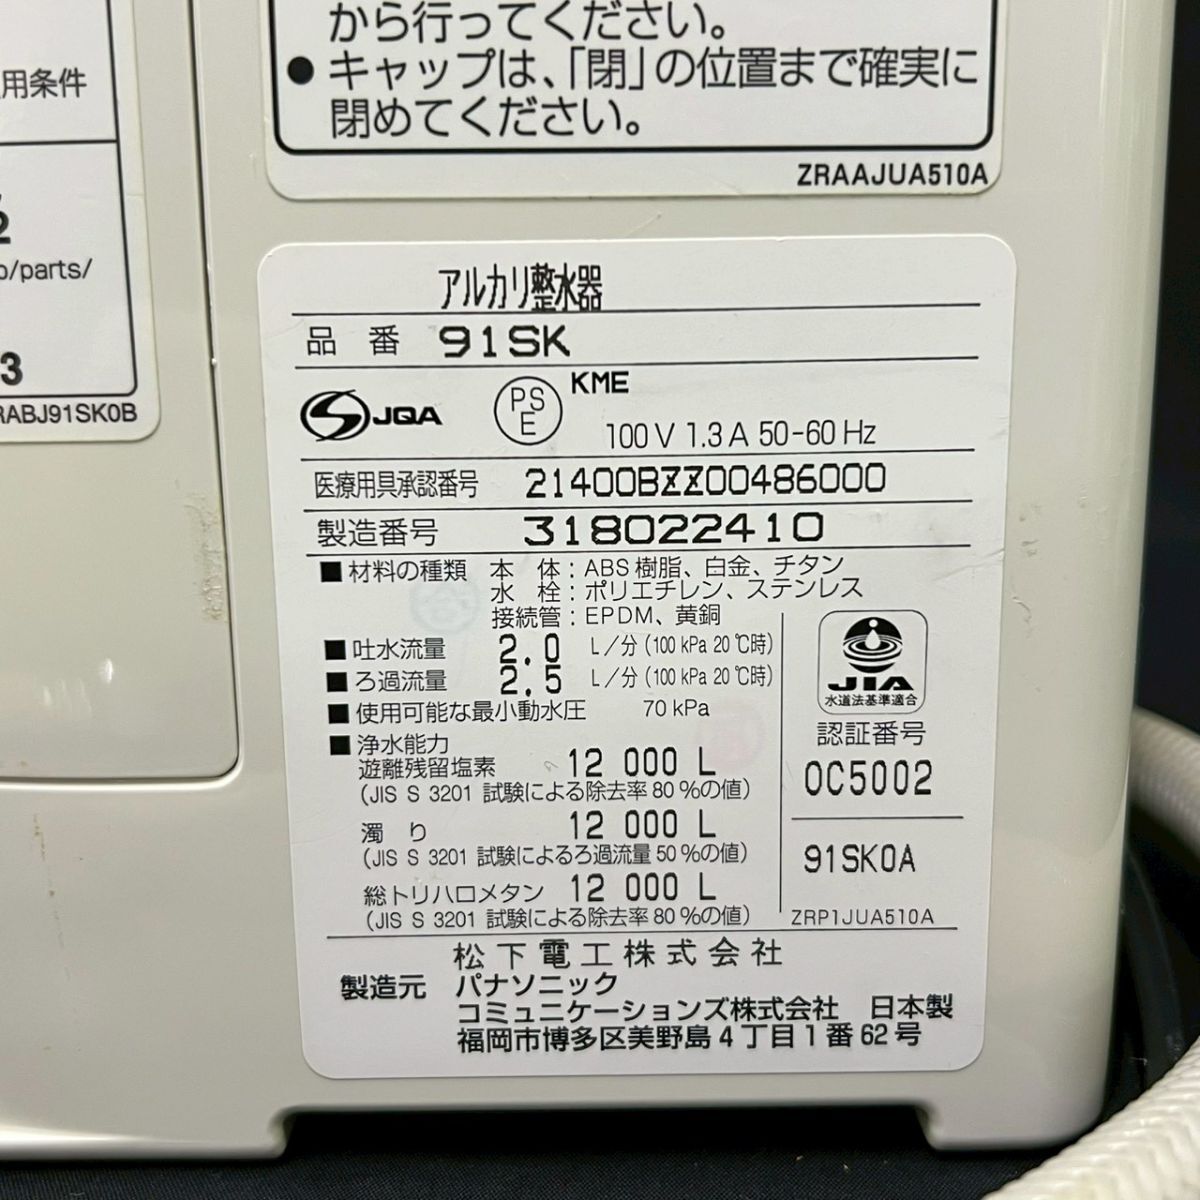 から行ってください。
●キャップは、「閉」の位置まで確実に
閉めてください。
ZRAAJUA510A
用条件
/parts/
3
RABJ91SK0B
アルカリ整水器
品 番 91SK
JQA PSE KME
100V 1.3A 50-60Hz
医療用具承認番号 21400BZZ00486000
製造番号 318022410
■材料の種類 本 体：ABS樹脂、白金、チタン
水 栓：ポリエチレン、ステンレス
接続管：EPDM、黄銅
■吐水流量 2.0 L／分(100kPa 20℃時)
■ろ過流量 2.5 L／分(100kPa 20℃時)
■使用可能な最小動水圧 70kPa
■浄水能力
遊離残留塩素 12 000 L
(JIS S 3201 試験による除去率80%の値)
濁 り 12 000 L
(JIS S 3201 試験によるろ過流量50%の値)
総トリハロメタン 12 000 L
(JIS S 3201 試験による除去率80%の値)
JIA
水道法基準適合
認証番号
0C5002
91SK0A
ZRP1JUA510A
松下電工株式会社
製造元 パナソニック
コミュニケーションズ株式会社 日本製
福岡市博多区美野島4丁目1番62号